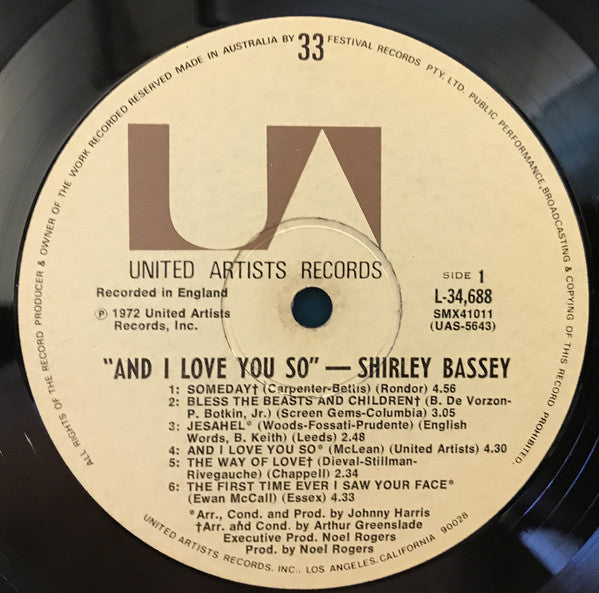 ALL RIGHTS OF THE RECORD PRODUCER & OWNER OF THE WORK RECORDED RESERVED MADE IN AUSTRALIA BY FESTIVAL RECORDS PTY. LTD. PUBLIC PERFORMANCE, BROADCASTING & COPYING OF THIS RECORD PROHIBITED.
33
UA
UNITED ARTISTS RECORDS
SIDE 1
Recorded in England
L-34,688
SMX41011
(UAS-5643)
℗ 1972 United Artists
Records, Inc.
"AND I LOVE YOU SO" — SHIRLEY BASSEY
1: SOMEDAY† (Carpenter-Bettis) (Rondor) 4.56
2: BLESS THE BEASTS AND CHILDREN† (B. De Vorzon-
P. Botkin, Jr.) (Screen Gems-Columbia) 3.05
3: JESAHEL* (Woods-Fossati-Prudente) (English
Words, B. Keith) (Leeds) 2.48
4: AND I LOVE YOU SO* (McLean) (United Artists) 4.30
5: THE WAY OF LOVE† (Dieval-Stillman-
Rivegauche) (Chappell) 2.34
6: THE FIRST TIME EVER I SAW YOUR FACE*
(Ewan McCall) (Essex) 4.33
*Arr., Cond. and Prod by Johnny Harris
†Arr. and Cond. by Arthur Greenslade
Executive Prod. Noel Rogers
Prod. by Noel Rogers
UNITED ARTISTS RECORDS, INC., LOS ANGELES, CALIFORNIA 90028